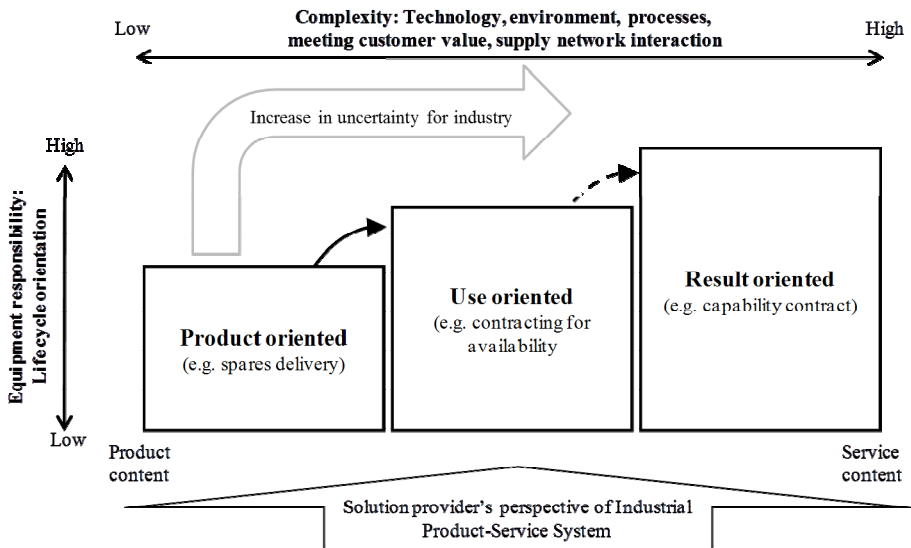 Complexity: Technology, environment, processes,
meeting customer value, supply network interaction
Low
High
Increase in uncertainty for industry
High
Equipment responsibility:
Lifecycle orientation
Low
Product oriented
(e.g. spares delivery)
Use oriented
(e.g. contracting for
availability
Result oriented
(e.g. capability contract)
Product
content
Service
content
Solution provider's perspective of Industrial
Product-Service System